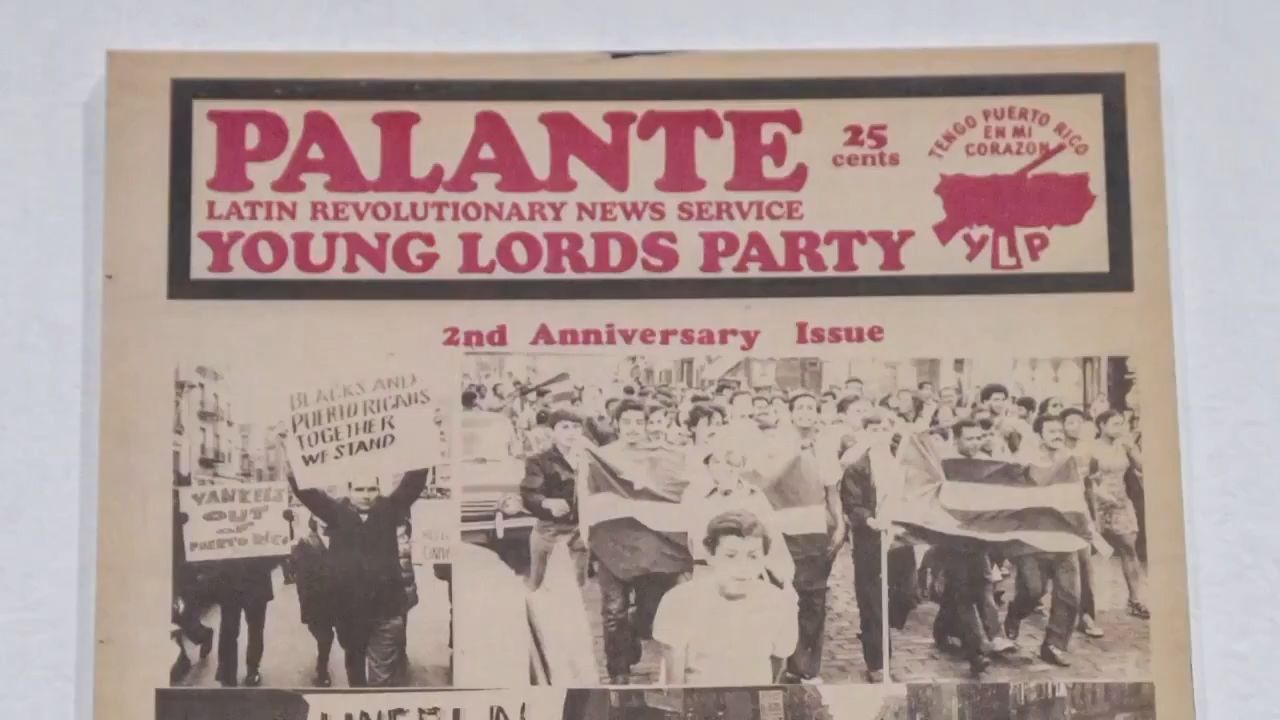 PALANTE
25
cents
LATIN REVOLUTIONARY NEWS SERVICE
YOUNG LORDS PARTY
TENGO PUERTO RICO
EN MI
CORAZON
YLP
2nd Anniversary Issue
BLACKS AND
PUERTO RICANS
TOGETHER
WE STAND
YANKEES
OUT
OF
PUERTO RICO